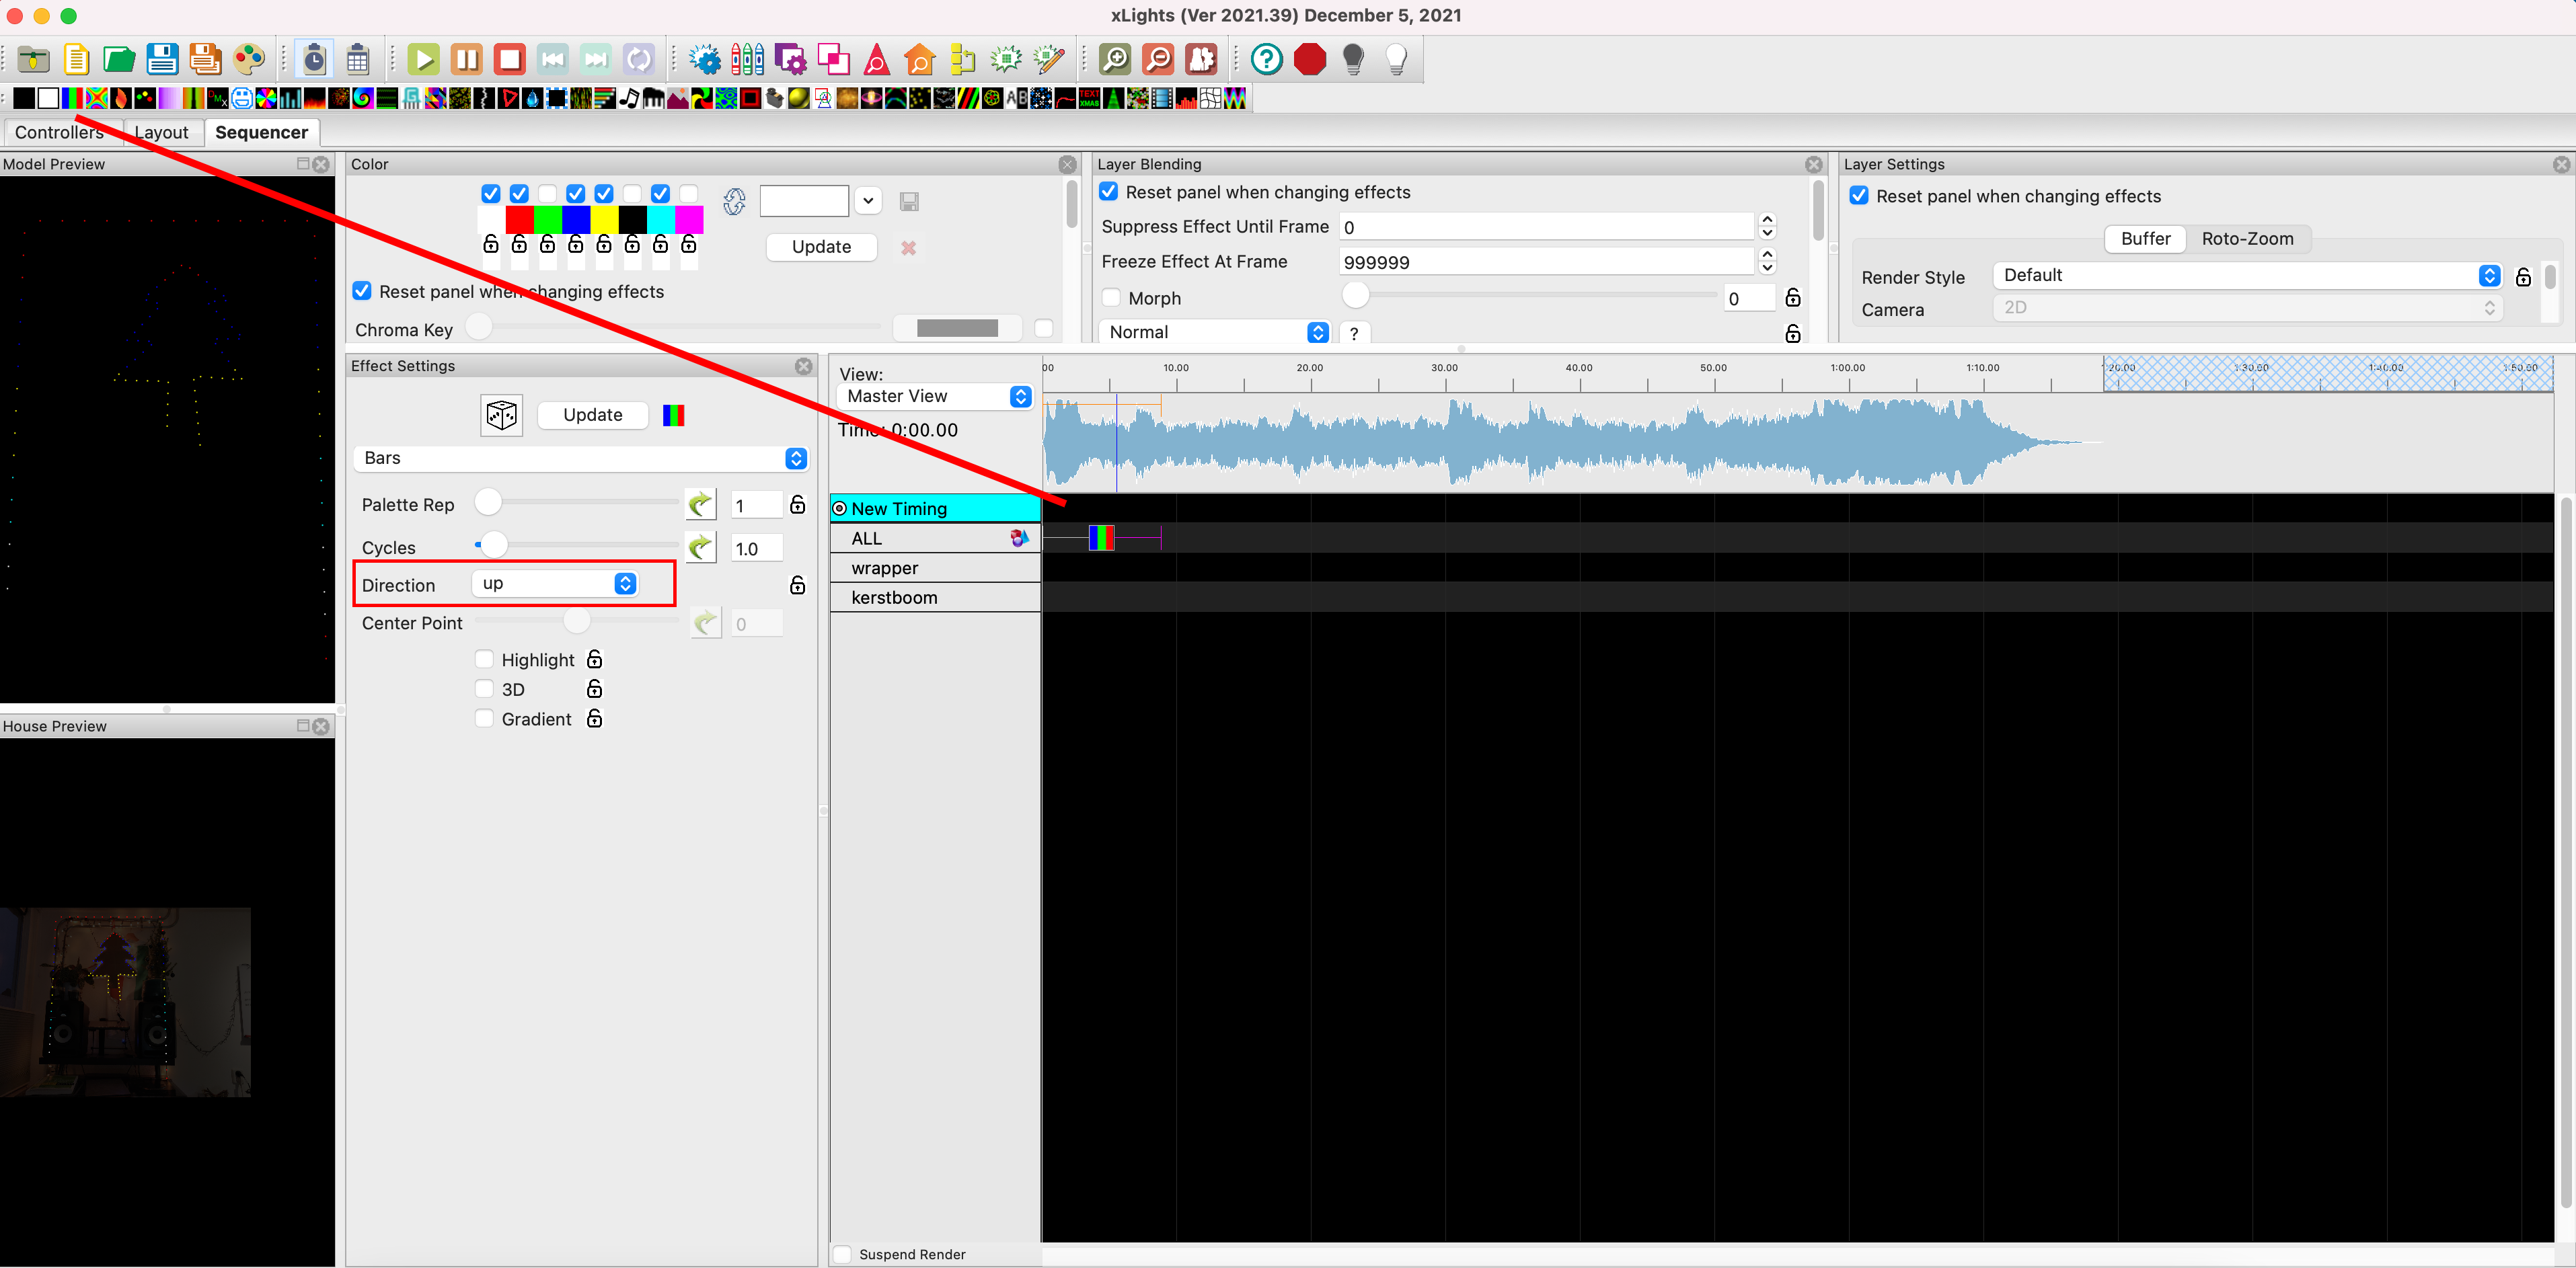 xLights (Ver 2021.39) December 5, 2021
Controllers Layout Sequencer
Model Preview
Color
Update
Reset panel when changing effects
Chroma Key
Layer Blending
Reset panel when changing effects
Suppress Effect Until Frame 0
Freeze Effect At Frame 999999
Morph 0
Normal ?
Layer Settings
Reset panel when changing effects
Buffer Roto-Zoom
Render Style Default
Camera 2D
Effect Settings
Update
Bars
Palette Rep 1
Cycles 1.0
Direction up
Center Point 0
Highlight
3D
Gradient
View:
Master View
Time: 0:00.00
00 10.00 20.00 30.00 40.00 50.00 1:00.00 1:10.00 1:20.00 1:30.00 1:40.00 1:50.00
New Timing
ALL
wrapper
kerstboom
Suspend Render
House Preview